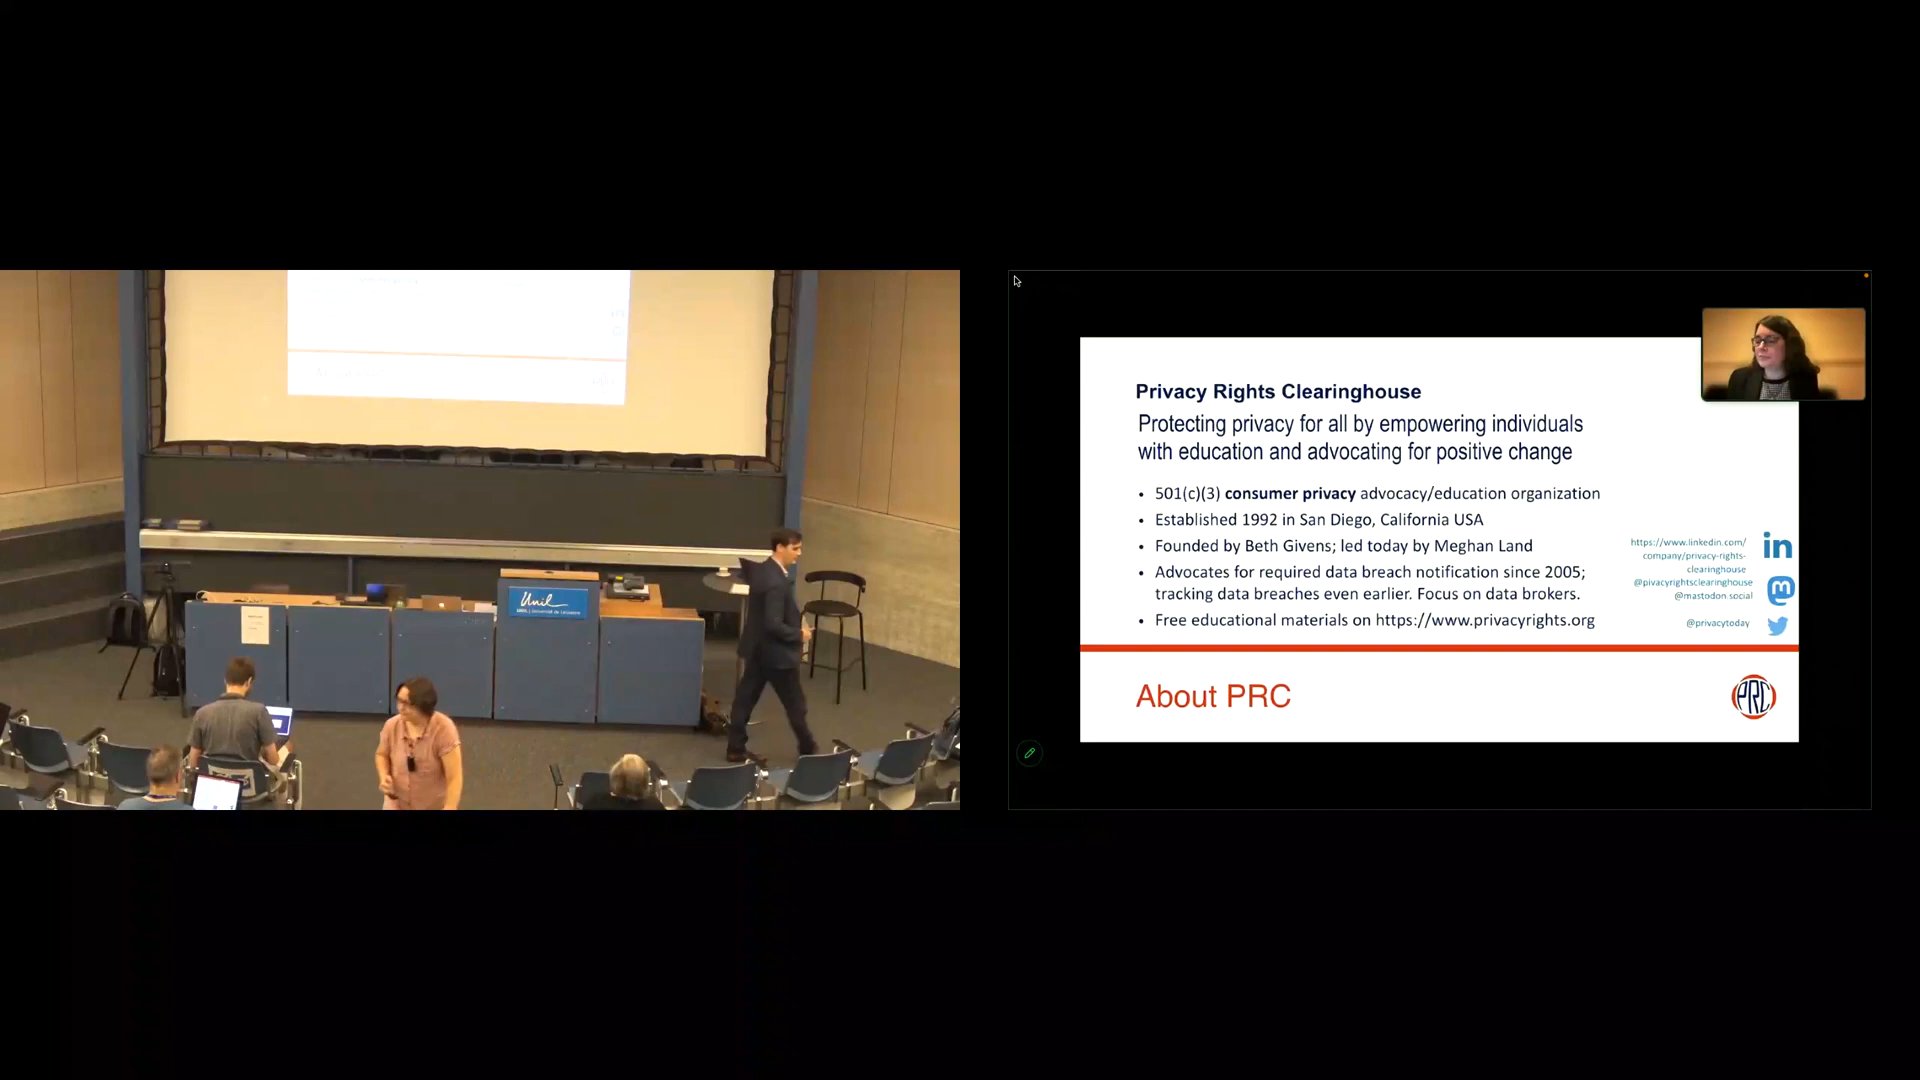 Unil
Privacy Rights Clearinghouse
Protecting privacy for all by empowering individuals
with education and advocating for positive change
• 501(c)(3) consumer privacy advocacy/education organization
• Established 1992 in San Diego, California USA
• Founded by Beth Givens; led today by Meghan Land
• Advocates for required data breach notification since 2005;
tracking data breaches even earlier. Focus on data brokers.
• Free educational materials on https://www.privacyrights.org
https://www.linkedin.com/
company/privacy-rights-
clearinghouse
@pivacyrightsclearinghouse
@mastodon.social
@privacytoday
About PRC
PRC